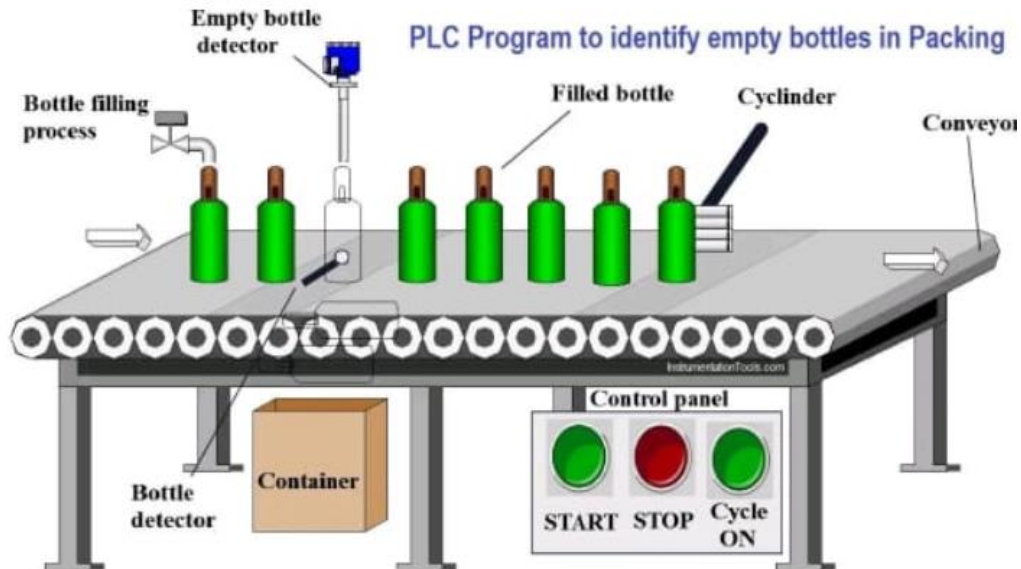 PLC Program to identify empty bottles in Packing
Empty bottle
detector
Bottle filling
process
Filled bottle
Cyclinder
Conveyor
InstrumentationTools.com
Control panel
Container
Bottle
detector
START
STOP
Cycle
ON